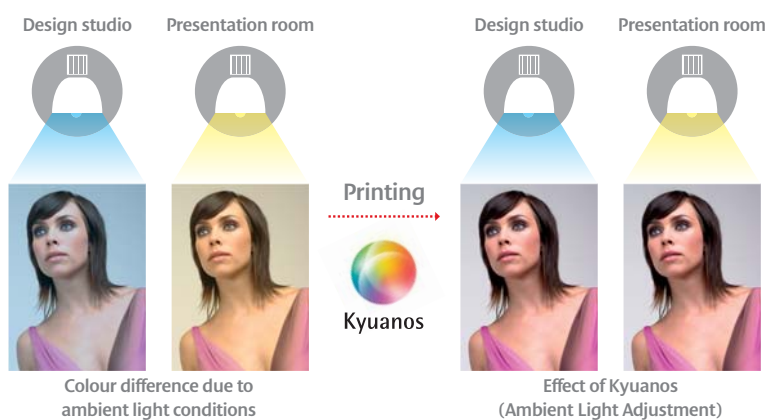 Design studio
Presentation room
Design studio
Presentation room
Printing
Kyuanos
Colour difference due to
ambient light conditions
Effect of Kyuanos
(Ambient Light Adjustment)